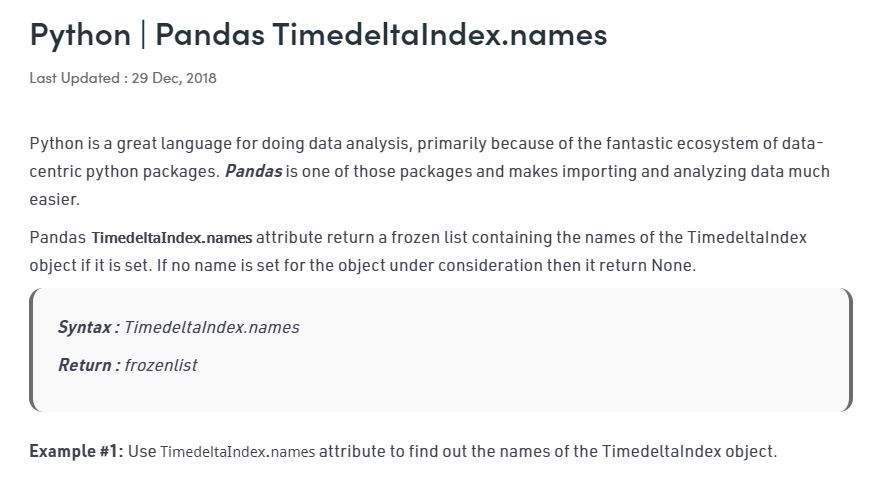 Python | Pandas TimedeltaIndex.names
Last Updated : 29 Dec, 2018
Python is a great language for doing data analysis, primarily because of the fantastic ecosystem of data-
centric python packages. Pandas is one of those packages and makes importing and analyzing data much
easier.
Pandas TimedeltaIndex.names attribute return a frozen list containing the names of the TimedeltaIndex
object if it is set. If no name is set for the object under consideration then it return None.
Syntax : TimedeltaIndex.names
Return : frozenlist
Example #1: Use TimedeltaIndex.names attribute to find out the names of the TimedeltaIndex object.